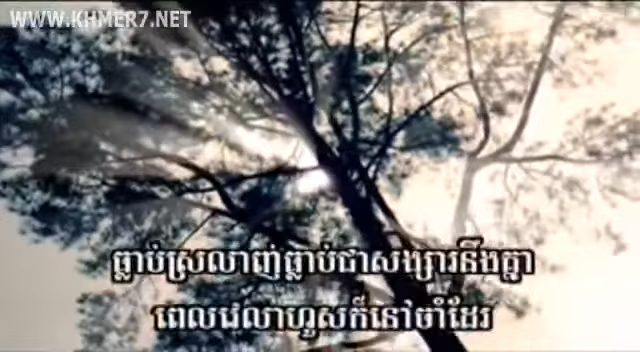 WWW.KHMER7.NET
ធ្លាប់ស្រលាញ់ធ្លាប់ជាសង្សារនឹងគ្នា
ពេលវេលាហួសក៏នៅចាំដែរ